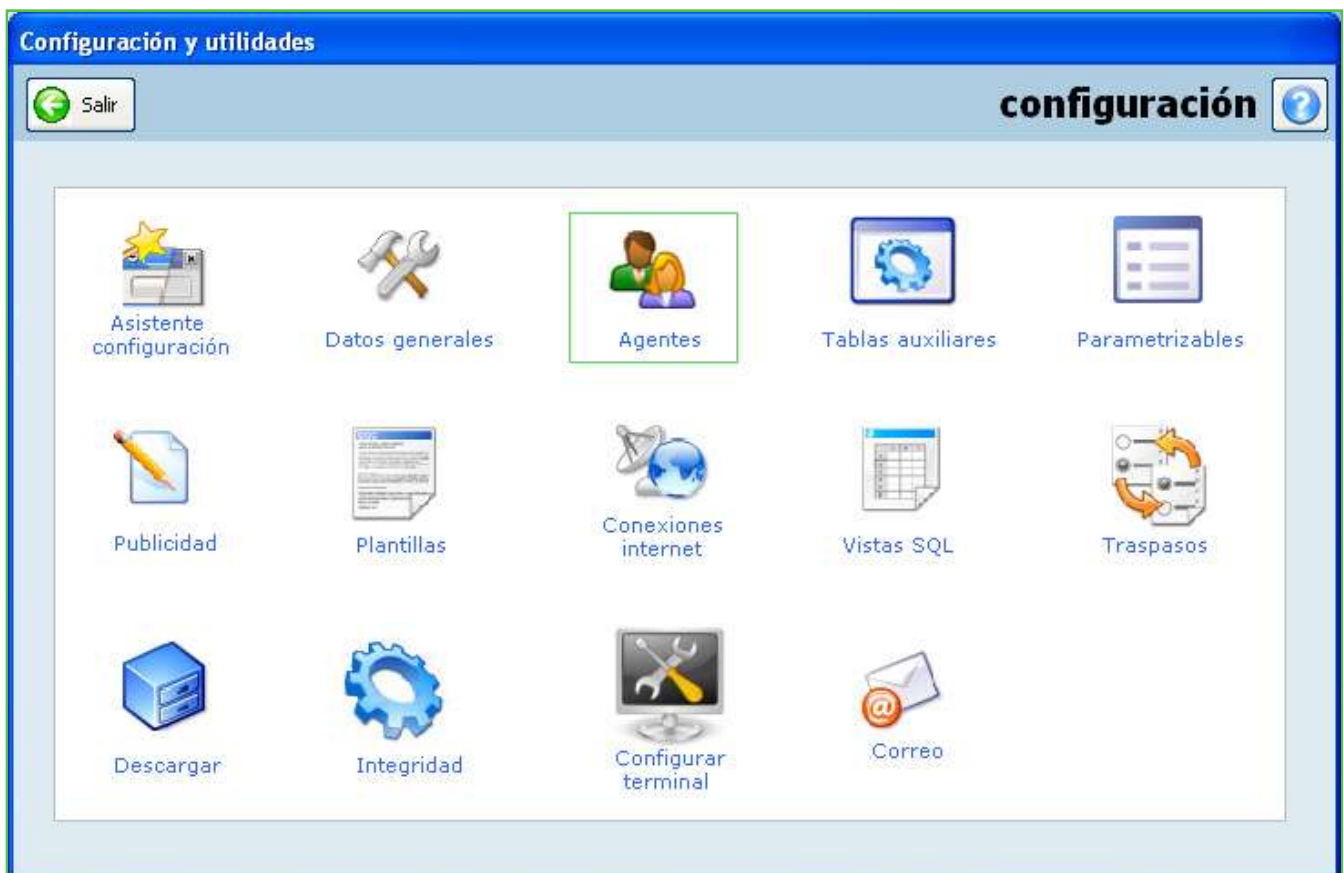 Configuración y utilidades
Salir
configuración
Asistente
configuración
Datos generales
Agentes
Tablas auxiliares
Parametrizables
Publicidad
Plantillas
Conexiones
internet
Vistas SQL
Traspasos
Descargar
Integridad
Configurar
terminal
Correo